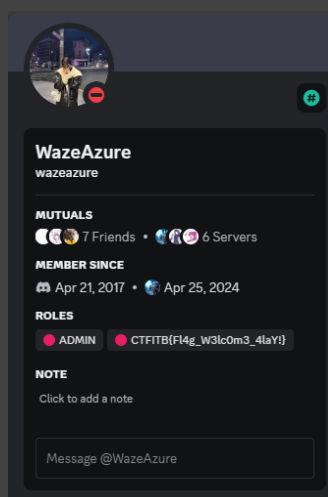 WazeAzure
wazeazure
MUTUALS
7 Friends • 6 Servers
MEMBER SINCE
Apr 21, 2017 • Apr 25, 2024
ROLES
ADMIN CTFITB{Fl4g_W3lc0m3_4laY!}
NOTE
Click to add a note
Message @WazeAzure